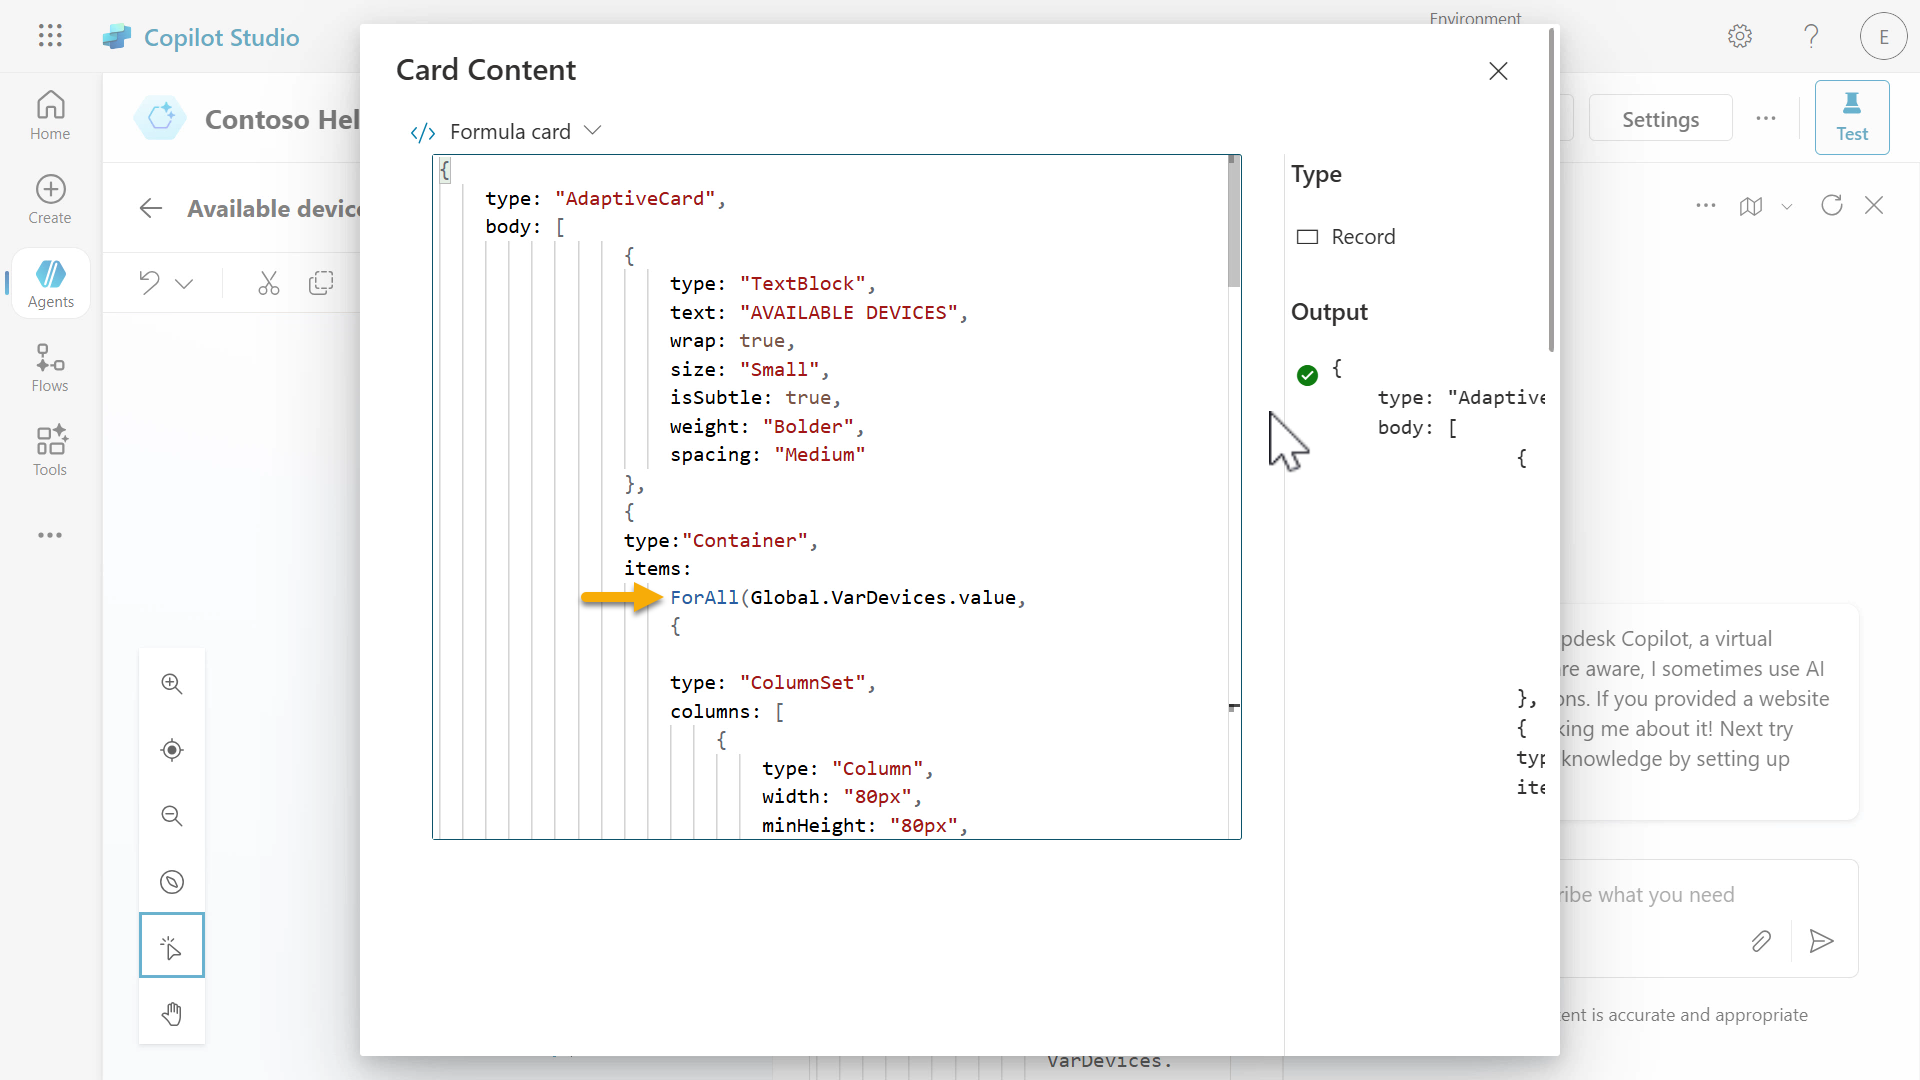 Environment
Copilot Studio
E
Card Content
Home
Contoso Hel
Settings
Test
</> Formula card
Create
Available device
Agents
Flows
Tools
{
type: "AdaptiveCard",
body: [
{
type: "TextBlock",
text: "AVAILABLE DEVICES",
wrap: true,
size: "Small",
isSubtle: true,
weight: "Bolder",
spacing: "Medium"
},
{
type:"Container",
items:
ForAll(Global.VarDevices.value,
{
type: "ColumnSet",
columns: [
{
type: "Column",
width: "80px",
minHeight: "80px",
Type
Record
Output
{
type: "Adaptive
body: [
{
},
{
typ
ite
pdesk Copilot, a virtual
re aware, I sometimes use AI
ons. If you provided a website
king me about it! Next try
knowledge by setting up
ribe what you need
ent is accurate and appropriate
VarDevices.